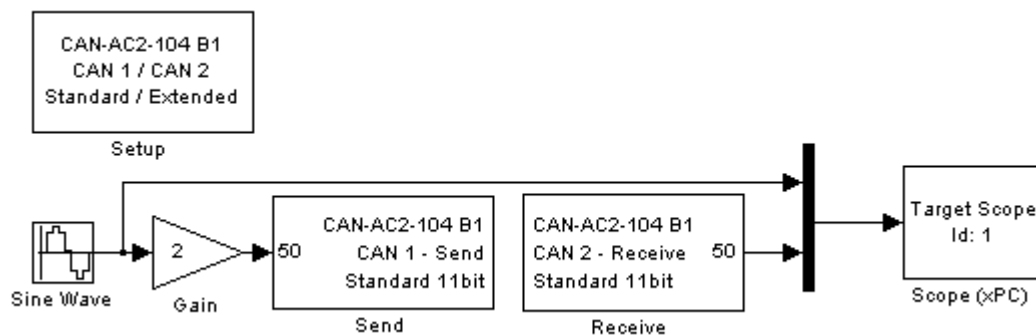 CAN-AC2-104 B1
CAN 1 / CAN 2
Standard / Extended
Setup
Sine Wave
2
Gain
50
CAN-AC2-104 B1
CAN 1 - Send
Standard 11bit
Send
CAN-AC2-104 B1
CAN 2 - Receive
Standard 11bit
50
Receive
Target Scope
Id: 1
Scope (xPC)